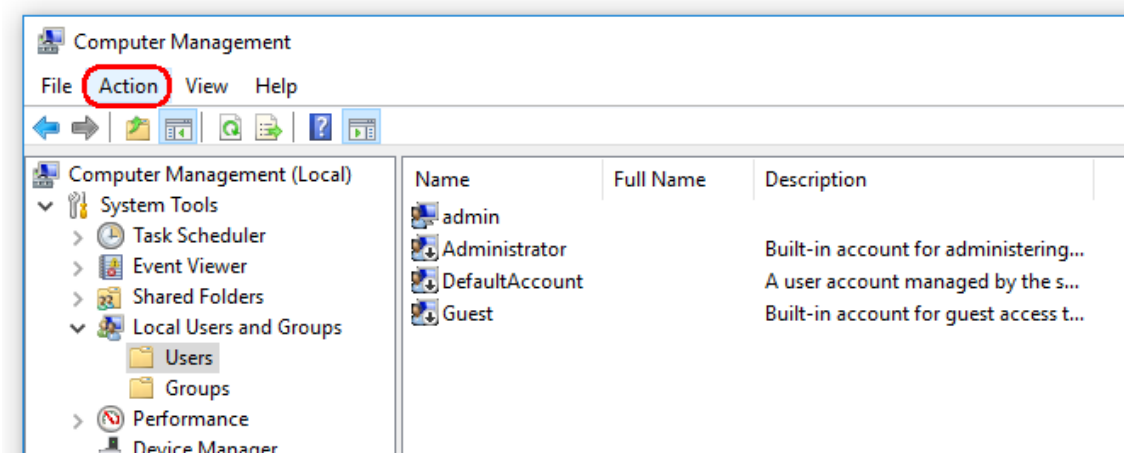 Computer Management
File Action View Help
Computer Management (Local)
System Tools
Task Scheduler
Event Viewer
Shared Folders
Local Users and Groups
Users
Groups
Performance
Device Manager
Name Full Name Description
admin
Administrator Built-in account for administering...
DefaultAccount A user account managed by the s...
Guest Built-in account for guest access t...